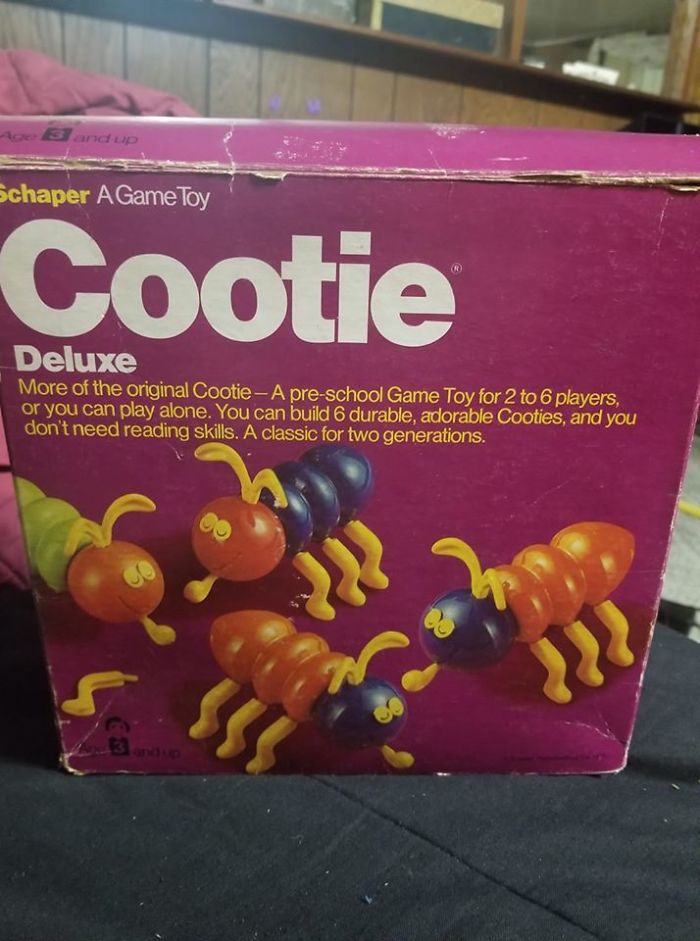 Age 3 and up
Schaper A Game Toy
Cootie®
Deluxe
More of the original Cootie—A pre-school Game Toy for 2 to 6 players,
or you can play alone. You can build 6 durable, adorable Cooties, and you
don't need reading skills. A classic for two generations.
Age 3 and up